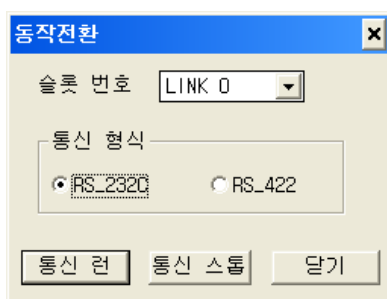 동작전환
슬롯 번호 LINK 0
통신 형식
RS_232C RS_422
통신 런 통신 스톱 닫기